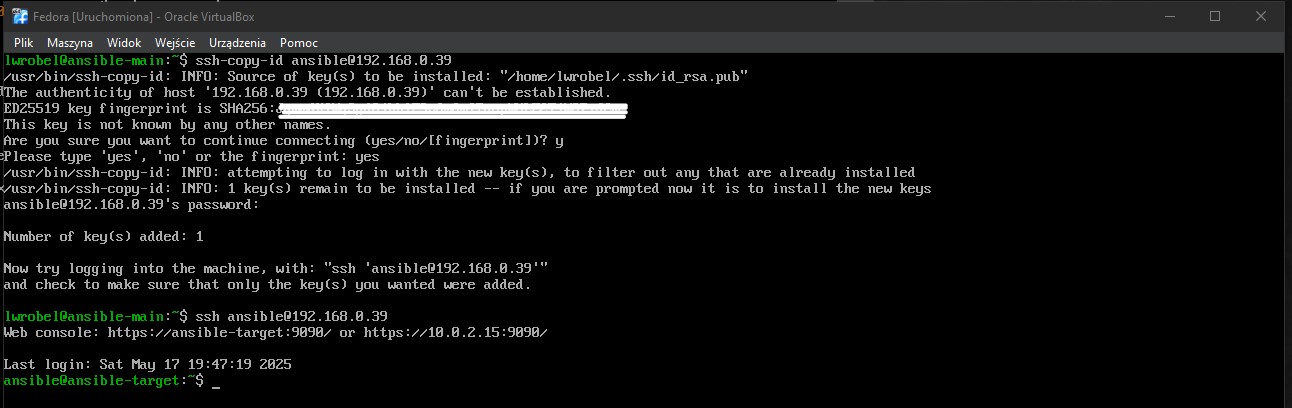 Fedora [Uruchomiona] - Oracle VirtualBox
Plik Maszyna Widok Wejście Urządzenia Pomoc
lwrobel@ansible-main:~$ ssh-copy-id ansible@192.168.0.39
/usr/bin/ssh-copy-id: INFO: Source of key(s) to be installed: "/home/lwrobel/.ssh/id_rsa.pub"
The authenticity of host '192.168.0.39 (192.168.0.39)' can't be established.
ED25519 key fingerprint is SHA256:
This key is not known by any other names.
Are you sure you want to continue connecting (yes/no/[fingerprint])? y
Please type 'yes', 'no' or the fingerprint: yes
/usr/bin/ssh-copy-id: INFO: attempting to log in with the new key(s), to filter out any that are already installed
/usr/bin/ssh-copy-id: INFO: 1 key(s) remain to be installed -- if you are prompted now it is to install the new keys
ansible@192.168.0.39's password:
Number of key(s) added: 1
Now try logging into the machine, with: "ssh 'ansible@192.168.0.39'"
and check to make sure that only the key(s) you wanted were added.
lwrobel@ansible-main:~$ ssh ansible@192.168.0.39
Web console: https://ansible-target:9090/ or https://10.0.2.15:9090/
Last login: Sat May 17 19:47:19 2025
ansible@ansible-target:~$ _